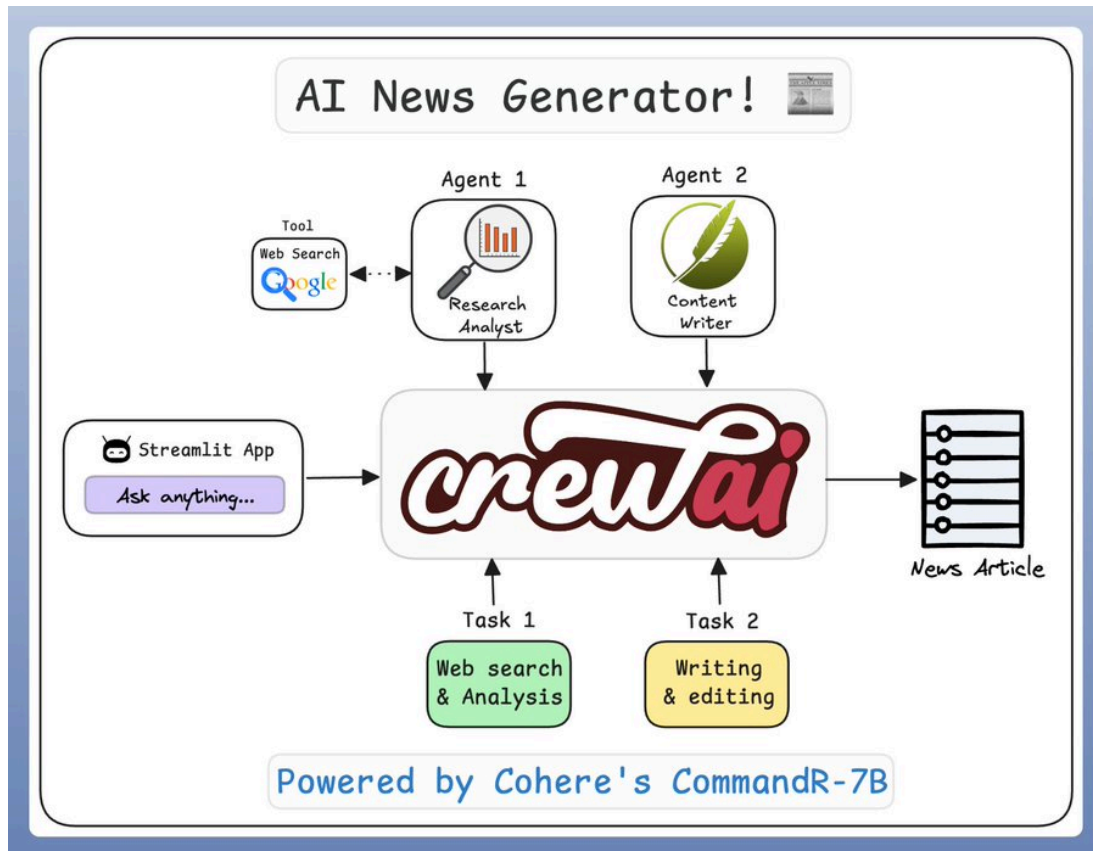 AI News Generator!
Agent 1
Agent 2
Tool
Web Search
Google
Research
Analyst
Content
Writer
Streamlit App
Ask anything...
crewai
News Article
Task 1
Task 2
Web search
& Analysis
Writing
& editing
Powered by Cohere's CommandR-7B